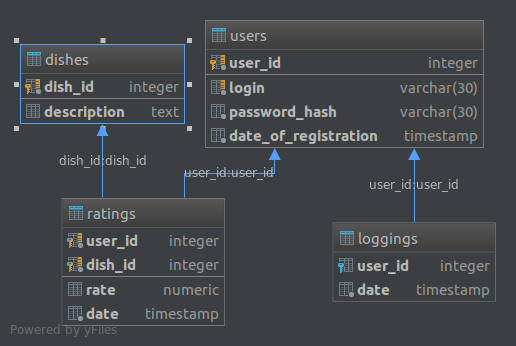 dishes
dish_id integer
description text
users
user_id integer
login varchar(30)
password_hash varchar(30)
date_of_registration timestamp
dish_id:dish_id
user_id:user_id
user_id:user_id
ratings
user_id integer
dish_id integer
rate numeric
date timestamp
loggings
user_id integer
date timestamp
Powered by yFiles